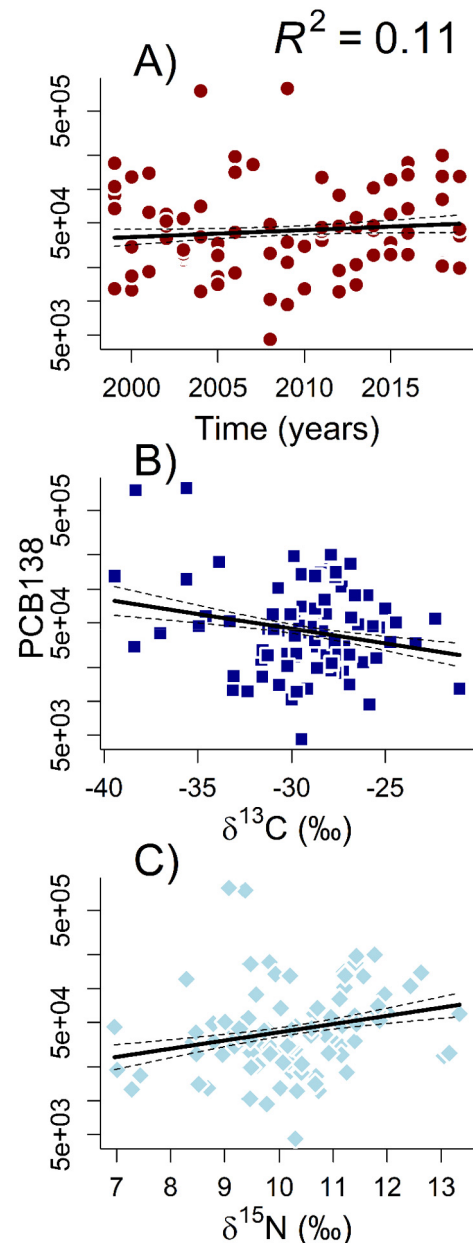 A)
R² = 0.11
5e+05
5e+04
5e+03
2000 2005 2010 2015
Time (years)
B)
5e+05
5e+04
5e+03
PCB138
-40 -35 -30 -25
δ¹³C (‰)
C)
5e+05
5e+04
5e+03
7 8 9 10 11 12 13
δ¹⁵N (‰)